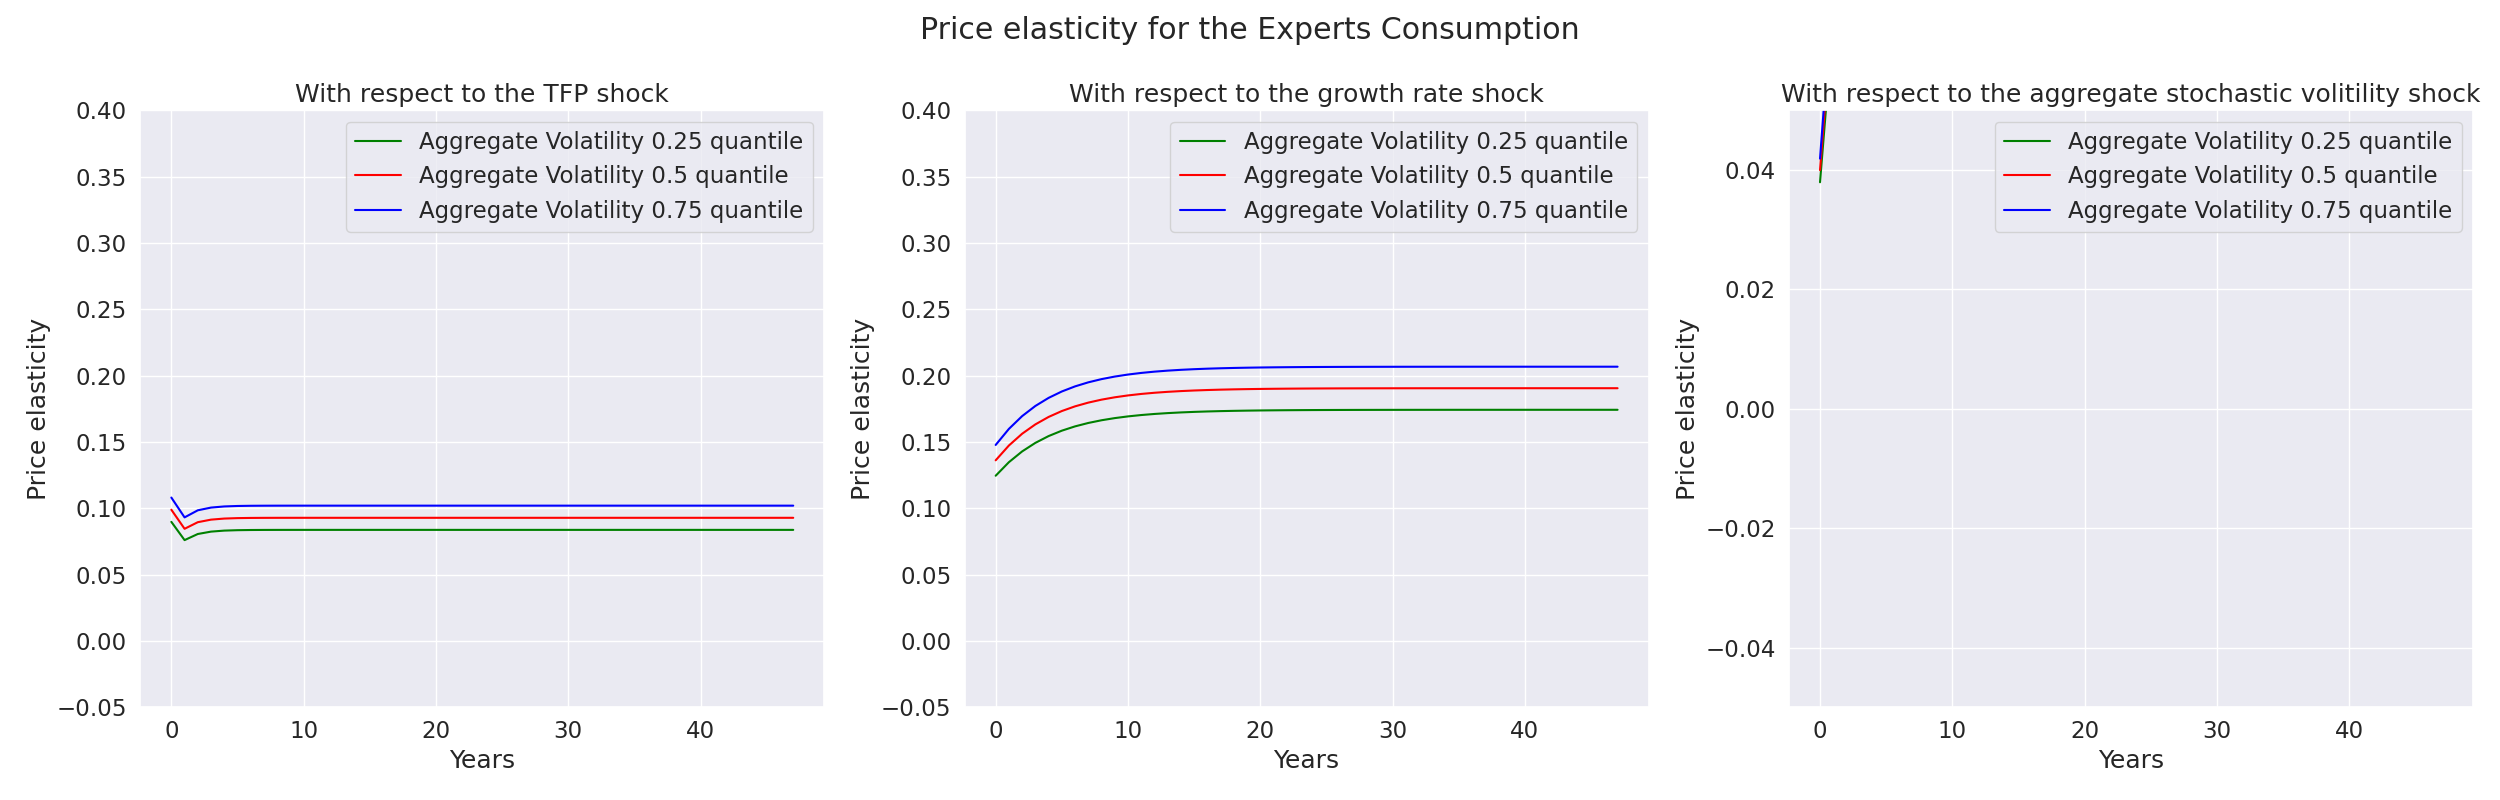 Price elasticity for the Experts Consumption
With respect to the TFP shock
0.40
0.35
0.30
0.25
0.20
0.15
0.10
0.05
0.00
−0.05
Price elasticity
Aggregate Volatility 0.25 quantile
Aggregate Volatility 0.5 quantile
Aggregate Volatility 0.75 quantile
0 10 20 30 40
Years
With respect to the growth rate shock
0.40
0.35
0.30
0.25
0.20
0.15
0.10
0.05
0.00
−0.05
Price elasticity
Aggregate Volatility 0.25 quantile
Aggregate Volatility 0.5 quantile
Aggregate Volatility 0.75 quantile
0 10 20 30 40
Years
With respect to the aggregate stochastic volitility shock
0.04
0.02
0.00
−0.02
−0.04
Price elasticity
Aggregate Volatility 0.25 quantile
Aggregate Volatility 0.5 quantile
Aggregate Volatility 0.75 quantile
0 10 20 30 40
Years